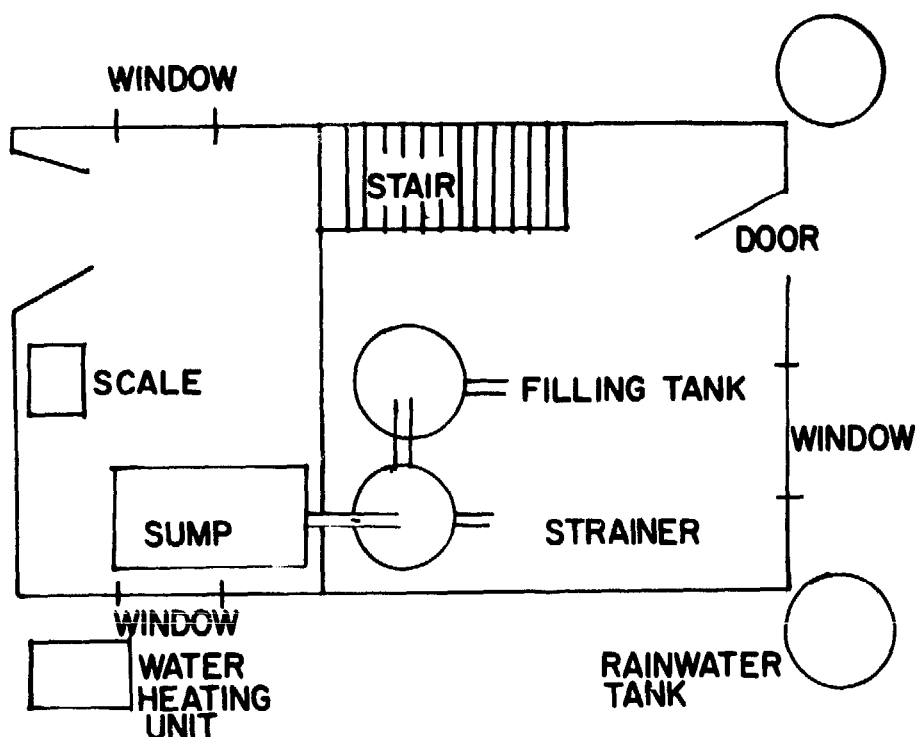 WINDOW
STAIR
DOOR
SCALE
FILLING TANK
WINDOW
SUMP
STRAINER
WINDOW
WATER
HEATING
UNIT
RAINWATER
TANK